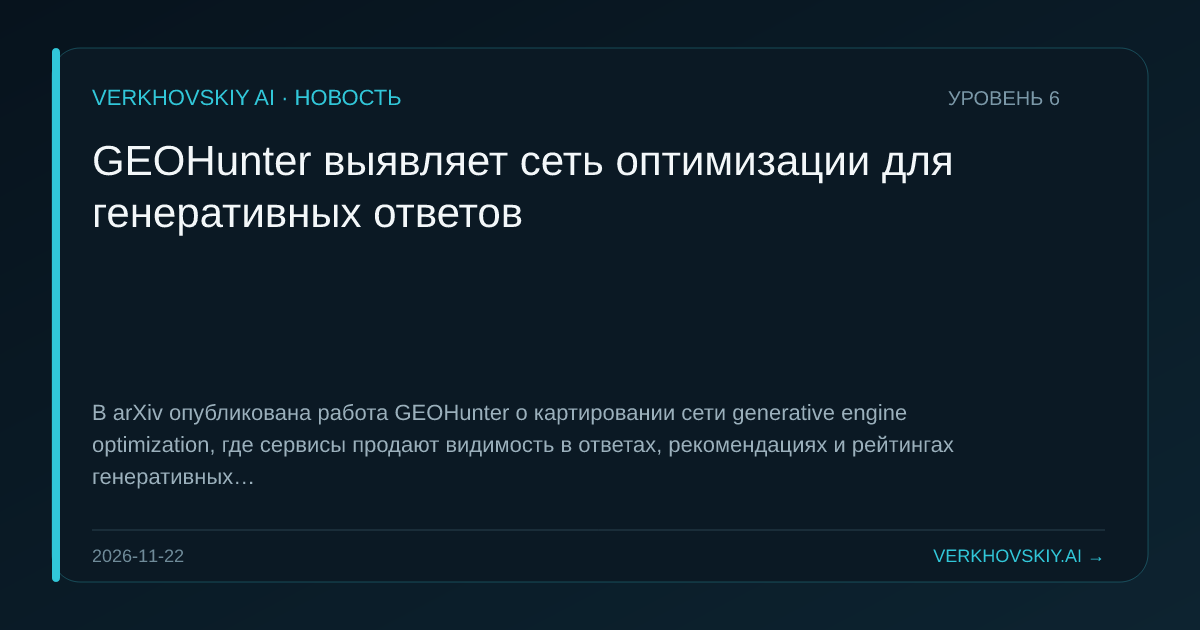 VERKHOVSKIY AI · НОВОСТЬ
УРОВЕНЬ 6
GEOHunter выявляет сеть оптимизации для
генеративных ответов
В arXiv опубликована работа GEOHunter о картировании сети generative engine
optimization, где сервисы продают видимость в ответах, рекомендациях и рейтингах
генеративных…
2026-11-22
VERKHOVSKIY.AI →